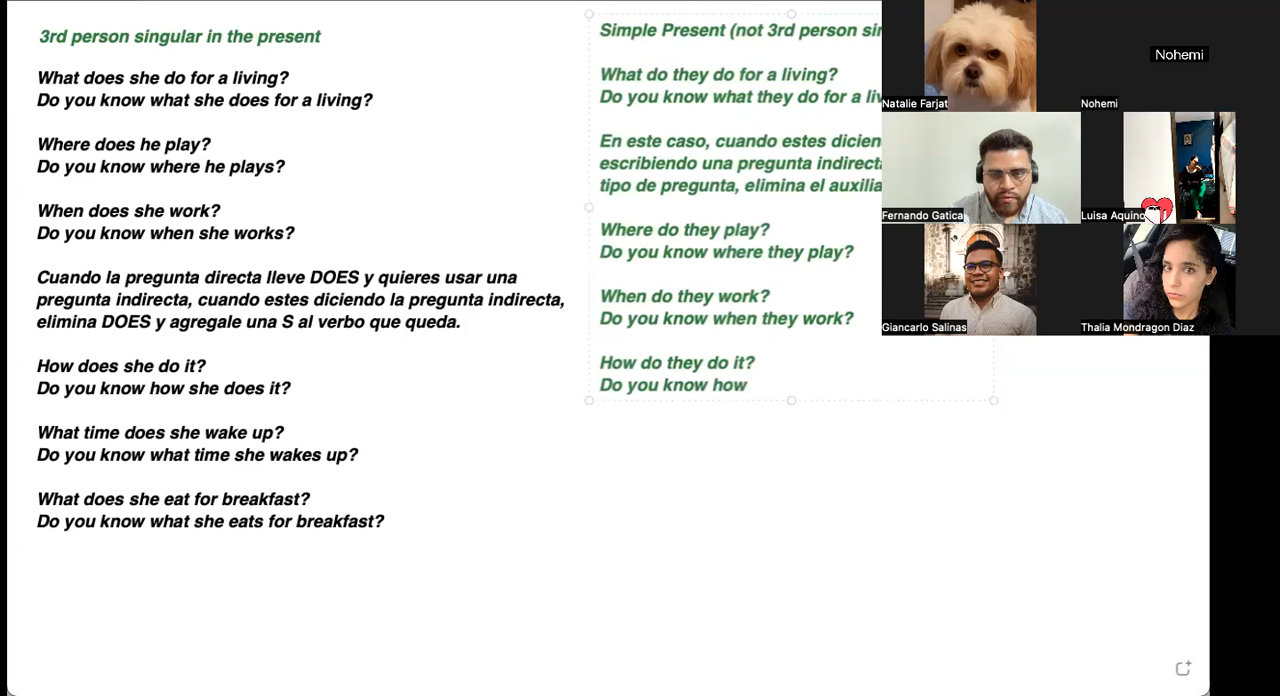 3rd person singular in the present
What does she do for a living?
Do you know what she does for a living?
Where does he play?
Do you know where he plays?
When does she work?
Do you know when she works?
Cuando la pregunta directa lleve DOES y quieres usar una
pregunta indirecta, cuando estes diciendo la pregunta indirecta,
elimina DOES y agregale una S al verbo que queda.
How does she do it?
Do you know how she does it?
What time does she wake up?
Do you know what time she wakes up?
What does she eat for breakfast?
Do you know what she eats for breakfast?
Simple Present (not 3rd person
What do they do for a living?
Do you know what they do for a
En este caso, cuando estes
escribiendo una pregunta
tipo de pregunta, elimina el
Where do they play?
Do you know where they play?
When do they work?
Do you know when they work?
How do they do it?
Do you know how
Nohemi
Natalie Farjat
Nohemi
Fernando Gatica
Luisa Aquino
Giancarlo Salinas
Thalia Mondragon Diaz